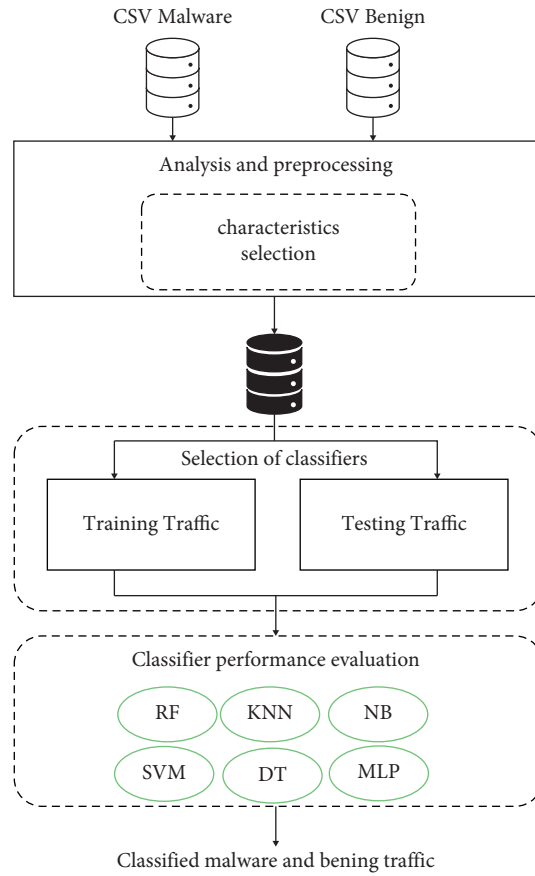 CSV Malware
CSV Benign
Analysis and preprocessing
characteristics
selection
Selection of classifiers
Training Traffic
Testing Traffic
Classifier performance evaluation
RF
KNN
NB
SVM
DT
MLP
Classified malware and bening traffic